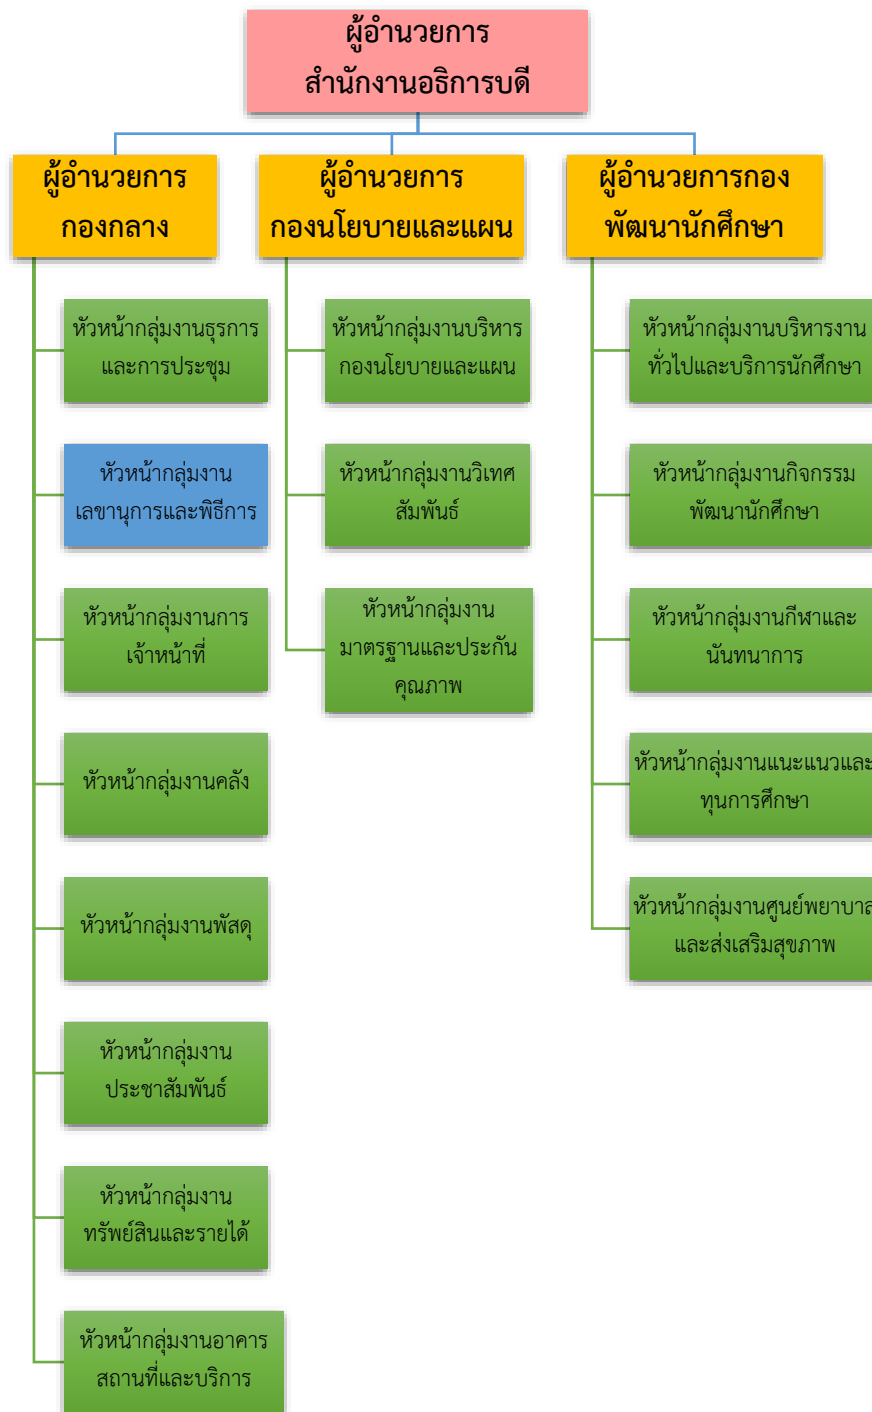 ผู้อำนวยการ
สำนักงานอธิการบดี
ผู้อำนวยการ
กองกลาง
ผู้อำนวยการ
กองนโยบายและแผน
ผู้อำนวยการกอง
พัฒนานักศึกษา
หัวหน้ากลุ่มงานธุรการ
และการประชุม
หัวหน้ากลุ่มงาน
เลขานุการและพิธีการ
หัวหน้ากลุ่มงานการ
เจ้าหน้าที่
หัวหน้ากลุ่มงานคลัง
หัวหน้ากลุ่มงานพัสดุ
หัวหน้ากลุ่มงาน
ประชาสัมพันธ์
หัวหน้ากลุ่มงาน
ทรัพย์สินและรายได้
หัวหน้ากลุ่มงานอาคาร
สถานที่และบริการ
หัวหน้ากลุ่มงานบริหาร
กองนโยบายและแผน
หัวหน้ากลุ่มงานวิเทศ
สัมพันธ์
หัวหน้ากลุ่มงาน
มาตรฐานและประกัน
คุณภาพ
หัวหน้ากลุ่มงานบริหารงาน
ทั่วไปและบริการนักศึกษา
หัวหน้ากลุ่มงานกิจกรรม
พัฒนานักศึกษา
หัวหน้ากลุ่มงานกีฬาและ
นันทนาการ
หัวหน้ากลุ่มงานแนะแนวและ
ทุนการศึกษา
หัวหน้ากลุ่มงานศูนย์พยาบาล
และส่งเสริมสุขภาพ